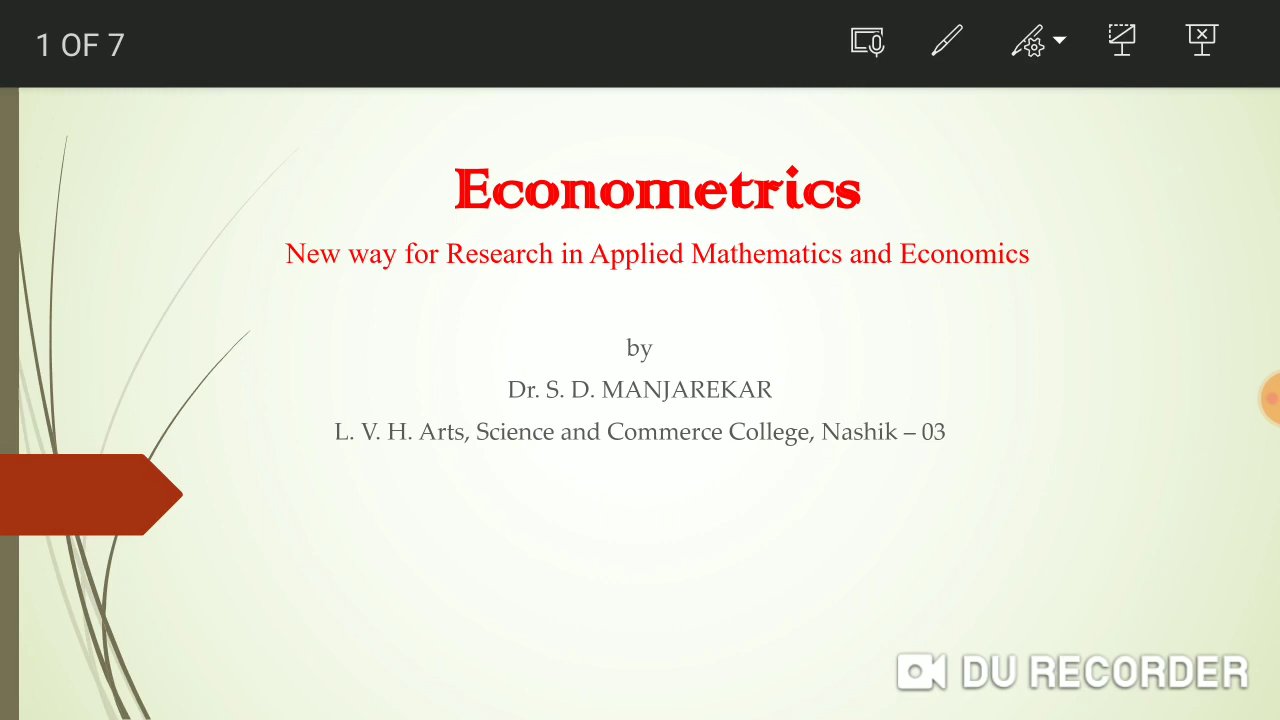 1 OF 7
Econometrics
New way for Research in Applied Mathematics and Economics
by
Dr. S. D. MANJAREKAR
L. V. H. Arts, Science and Commerce College, Nashik – 03
DU RECORDER